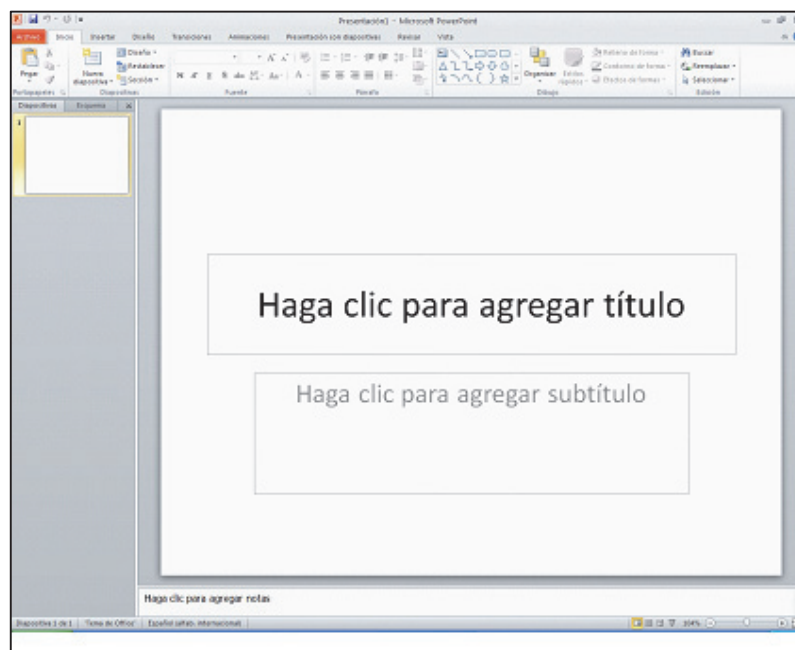 Presentación1 - Microsoft PowerPoint
Archivo Inicio Insertar Diseño Transiciones Animaciones Presentación con diapositivas Revisar Vista
Pegar
Nueva diapositiva
Diseño
Restablecer
Sección
Organizar
Estilos rápidos
Relleno de forma
Contorno de forma
Efectos de formas
Buscar
Reemplazar
Seleccionar
Portapapeles Diapositivas Fuente Párrafo Dibujo Edición
Diapositivas Esquema
1
Haga clic para agregar título
Haga clic para agregar subtítulo
Haga clic para agregar notas
Diapositiva 1 de 1 "Tema de Office" Español (alfab. internacional)